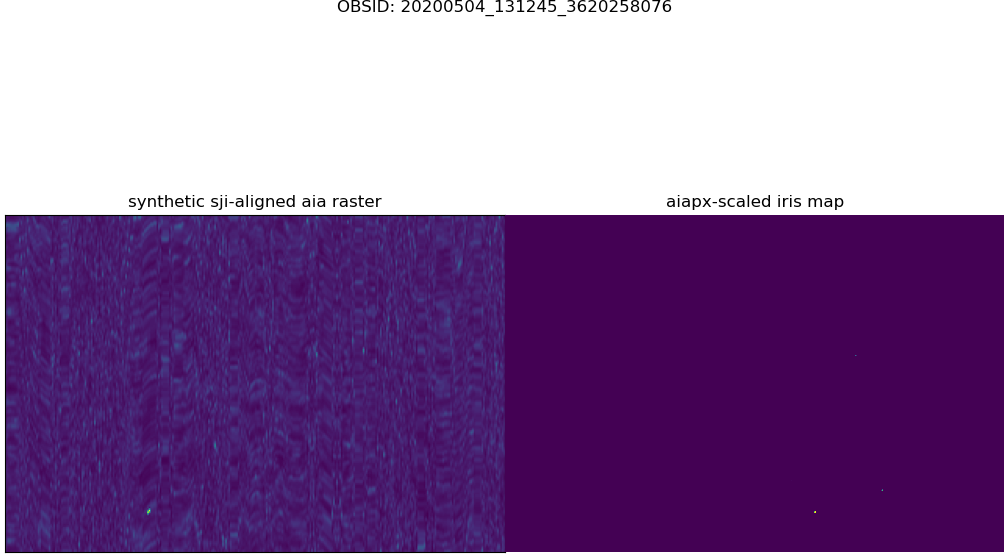 OBSID: 20200504_131245_3620258076
synthetic sji-aligned aia raster
aiapx-scaled iris map